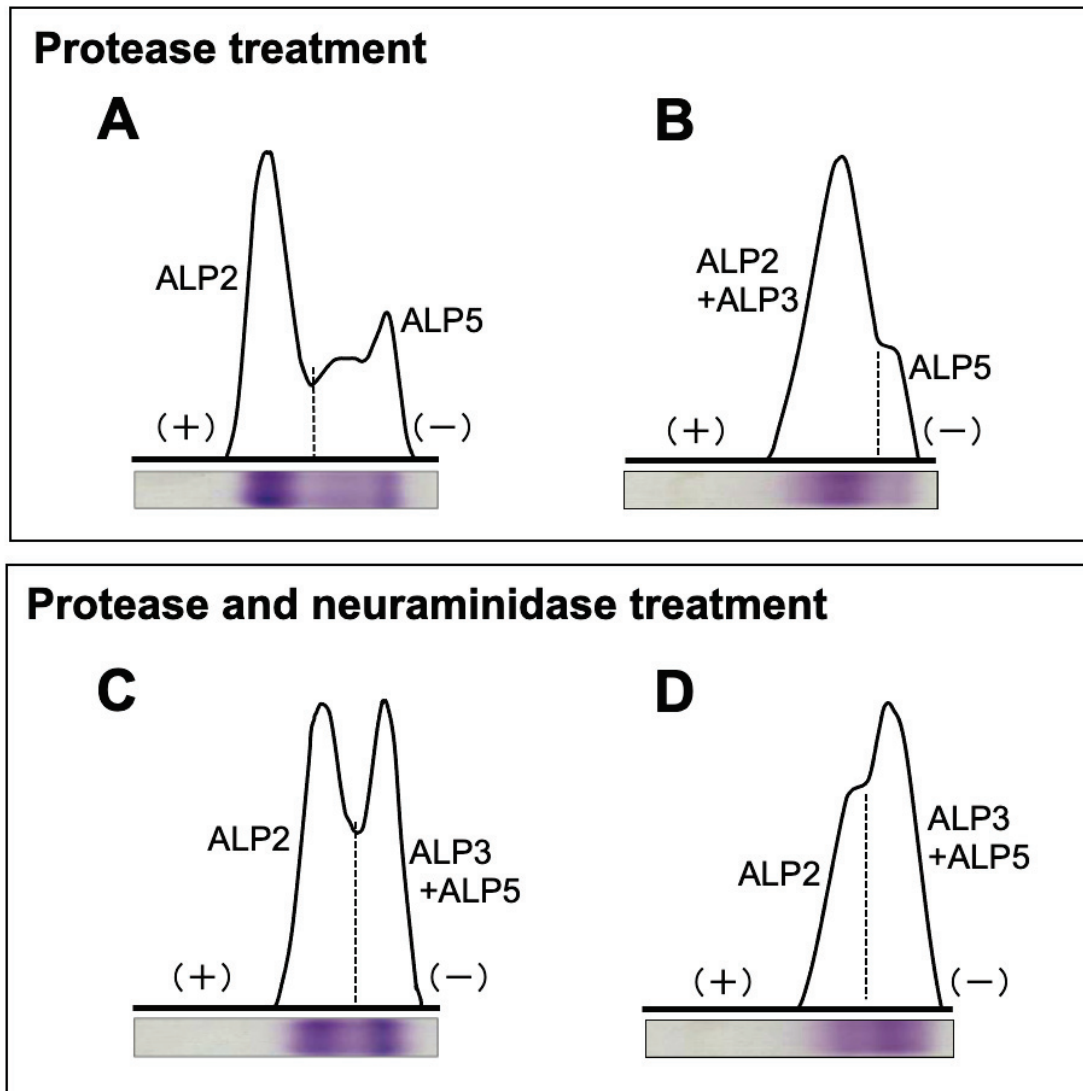 Protease treatment
A
ALP2
ALP5
(+)
(−)
B
ALP2
+ALP3
ALP5
(+)
(−)
Protease and neuraminidase treatment
C
ALP2
ALP3
+ALP5
(+)
(−)
D
ALP2
ALP3
+ALP5
(+)
(−)